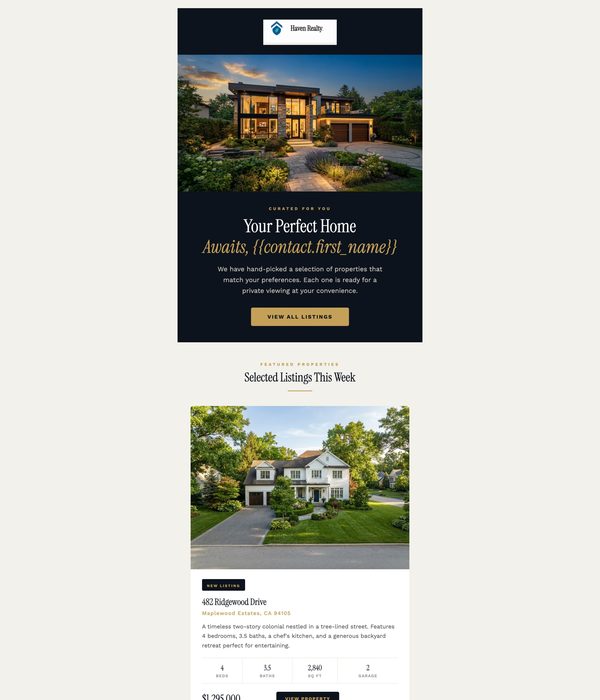 Haven Realty
CURATED FOR YOU
Your Perfect Home
Awaits, {{contact.first_name}}
We have hand-picked a selection of properties that
match your preferences. Each one is ready for a
private viewing at your convenience.
VIEW ALL LISTINGS
FEATURED PROPERTIES
Selected Listings This Week
NEW LISTING
482 Ridgewood Drive
Maplewood Estates, CA 94105
A timeless two-story colonial nestled in a tree-lined street. Features
4 bedrooms, 3.5 baths, a chef's kitchen, and a generous backyard
retreat perfect for entertaining.
4 3.5 2,840 2
BEDS BATHS SQ FT GARAGE
$1,295,000 VIEW PROPERTY